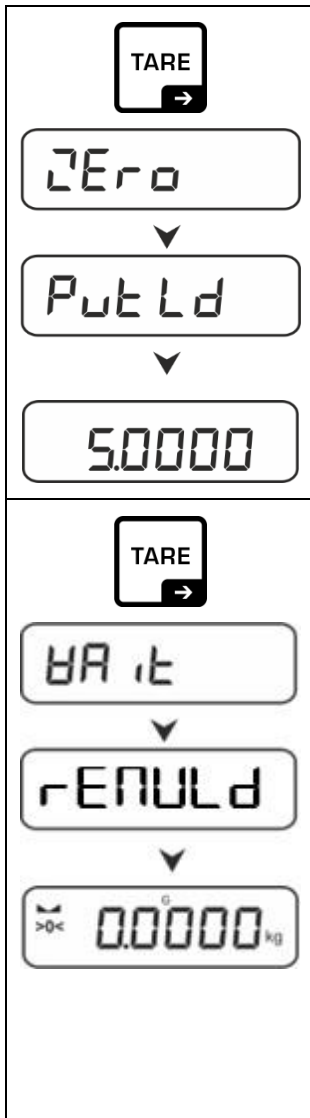 TARE
ZEro
PutLd
5.0000
TARE
WAit
rEMULd
>0< G 0.0000 kg